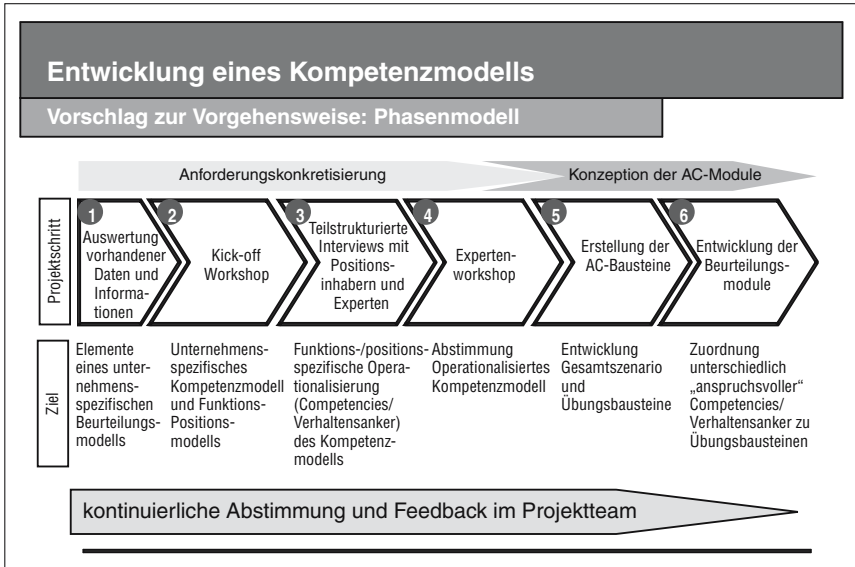 Entwicklung eines Kompetenzmodells
Vorschlag zur Vorgehensweise: Phasenmodell
Anforderungskonkretisierung
Konzeption der AC-Module
Projektschritt
1
Auswertung
vorhandener
Daten und
Informa-
tionen
2
Kick-off
Workshop
3
Teilstrukturierte
Interviews mit
Positions-
inhabern und
Experten
4
Experten-
workshop
5
Erstellung der
AC-Bausteine
6
Entwicklung der
Beurteilungs-
module
Ziel
Elemente
eines unter-
nehmens-
spezifischen
Beurteilungs-
modells
Unternehmens-
spezifisches
Kompetenzmodell
und Funktions-
Positions-
modells
Funktions-/positions-
spezifische Opera-
tionalisierung
(Competencies/
Verhaltensanker)
des Kompetenz-
modells
Abstimmung
Operationalisiertes
Kompetenzmodell
Entwicklung
Gesamtszenario
und
Übungsbausteine
Zuordnung
unterschiedlich
„anspruchsvoller“
Competencies/
Verhaltensanker zu
Übungsbausteinen
kontinuierliche Abstimmung und Feedback im Projektteam